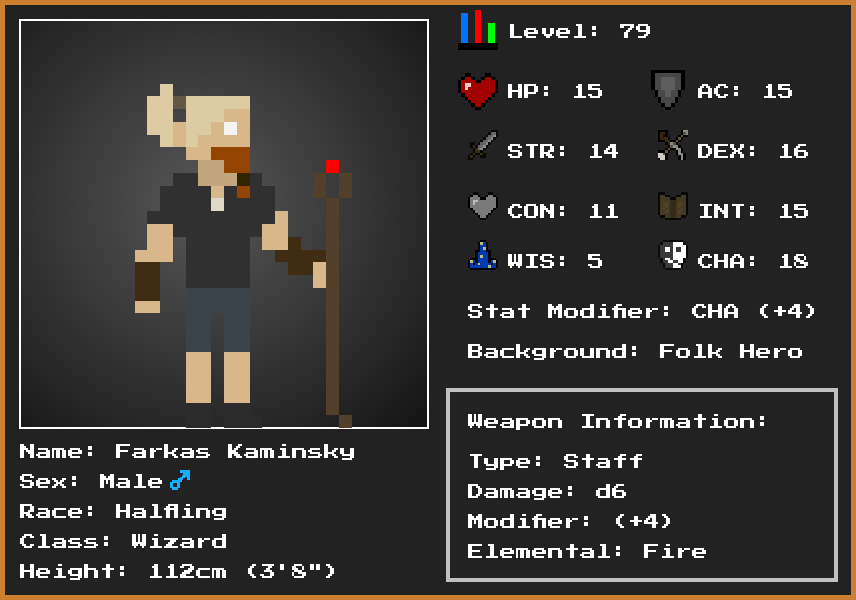 Level: 79
HP: 15
AC: 15
STR: 14
DEX: 16
CON: 11
INT: 15
WIS: 5
CHA: 18
Stat Modifier: CHA (+4)
Background: Folk Hero
Weapon Information:
Type: Staff
Damage: d6
Modifier: (+4)
Elemental: Fire
Name: Farkas Kaminsky
Sex: Male♂
Race: Halfling
Class: Wizard
Height: 112cm (3'8")